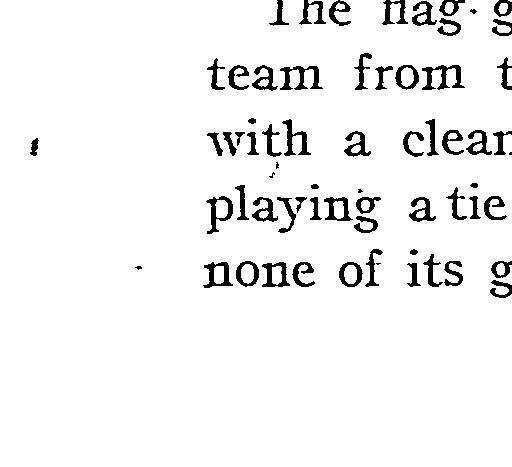 The flag g
team from t
with a clean
playing a tie
none of its g